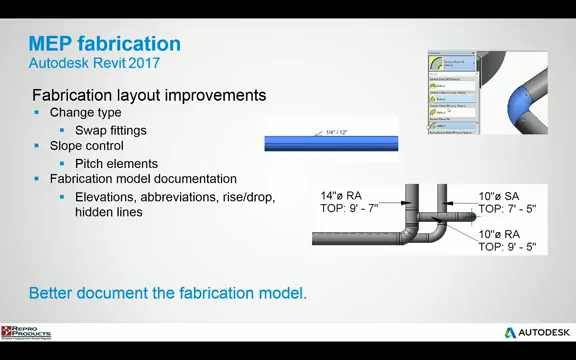 MEP fabrication
Autodesk Revit 2017
Fabrication layout improvements
Change type
Swap fittings
Slope control
Pitch elements
Fabrication model documentation
Elevations, abbreviations, rise/drop,
hidden lines
1/4" / 12"
14"ø RA
TOP: 9' - 7"
10"ø SA
TOP: 7' - 5"
10"ø RA
TOP: 9' - 5"
Better document the fabrication model.
REPRO
PRODUCTS
AUTODESK.